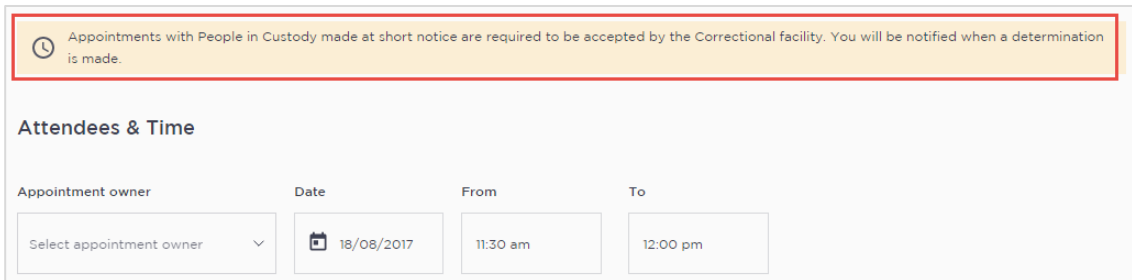 Appointments with People in Custody made at short notice are required to be accepted by the Correctional facility. You will be notified when a determination
is made.
Attendees & Time
Appointment owner Date From To
Select appointment owner 18/08/2017 11:30 am 12:00 pm